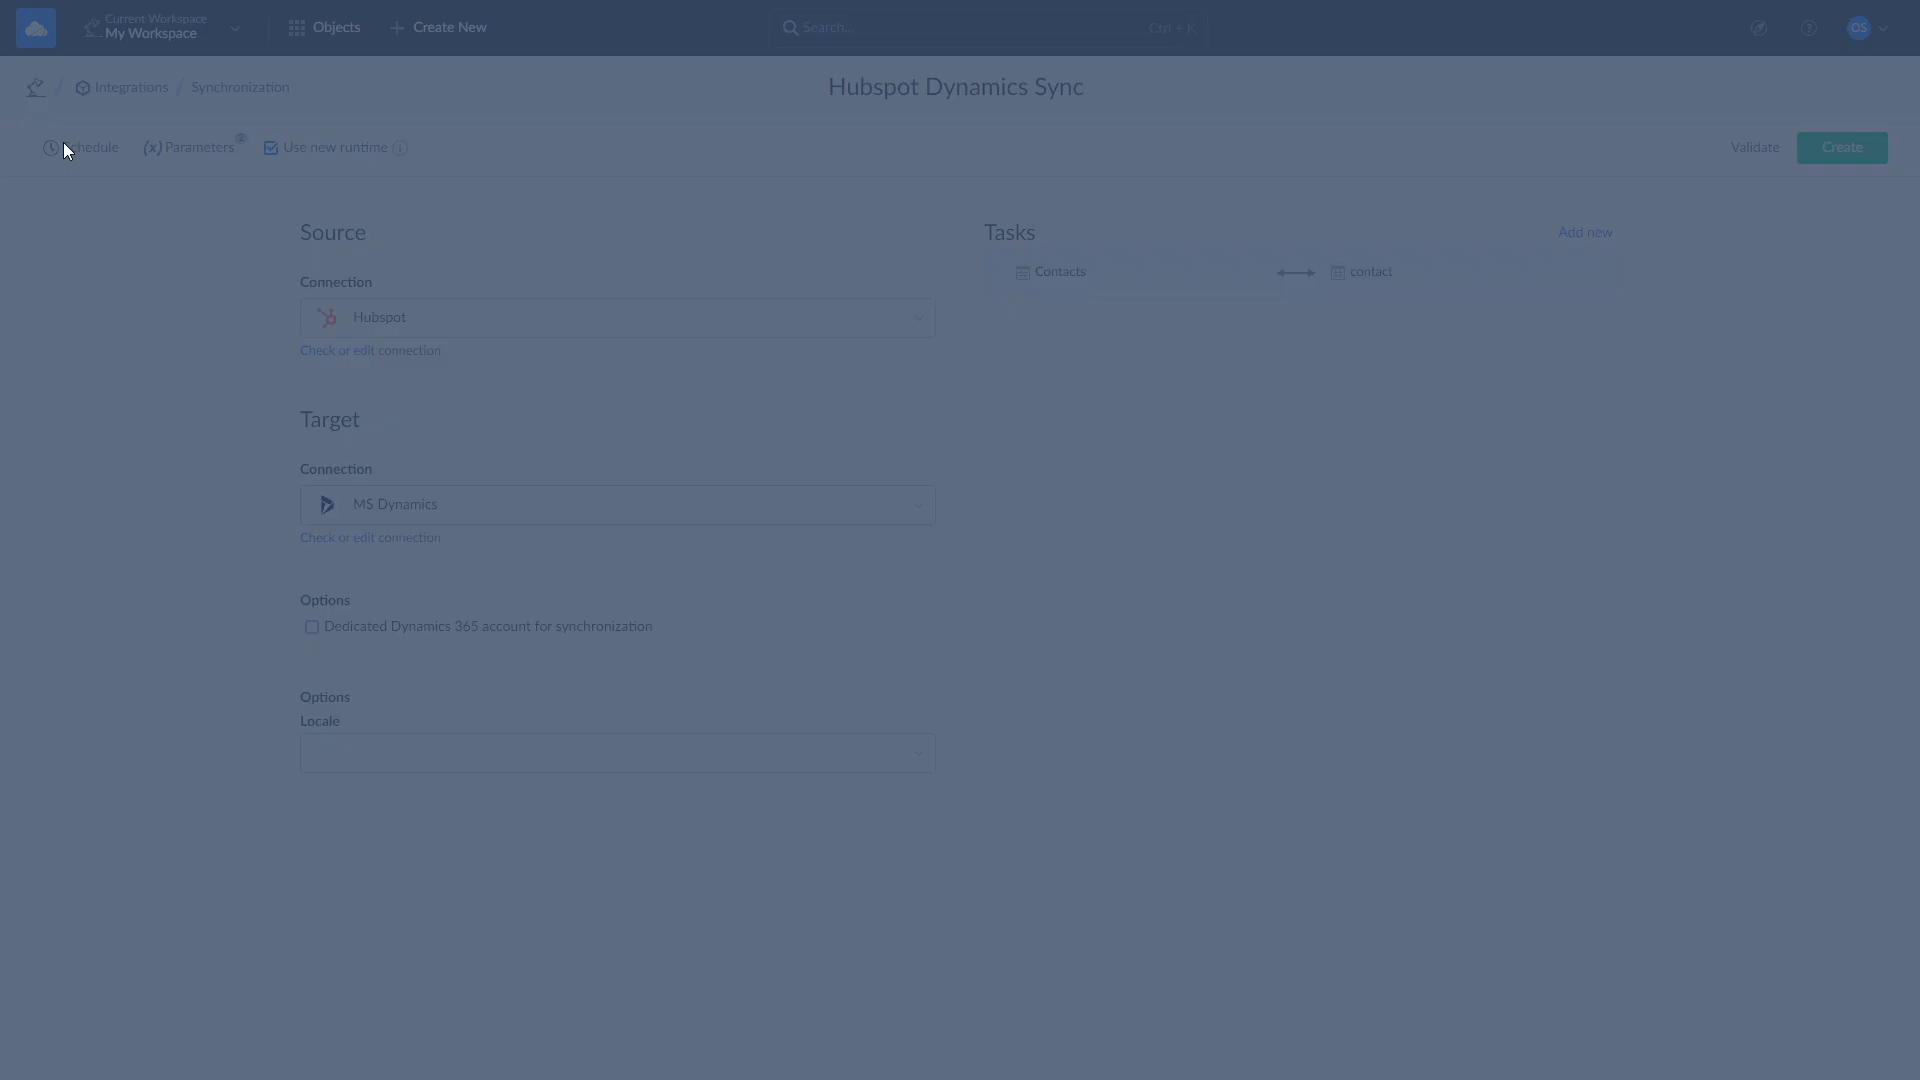 Current Workspace
My Workspace
Objects
Create New
Search...
Ctrl + K
OS
Integrations / Synchronization
Hubspot Dynamics Sync
(x) Parameters
Use new runtime
Validate
Create
Source
Connection
Hubspot
Check or edit connection
Target
Connection
MS Dynamics
Check or edit connection
Options
Dedicated Dynamics 365 account for synchronization
Options
Locale
Tasks
Add new
Contacts
contact